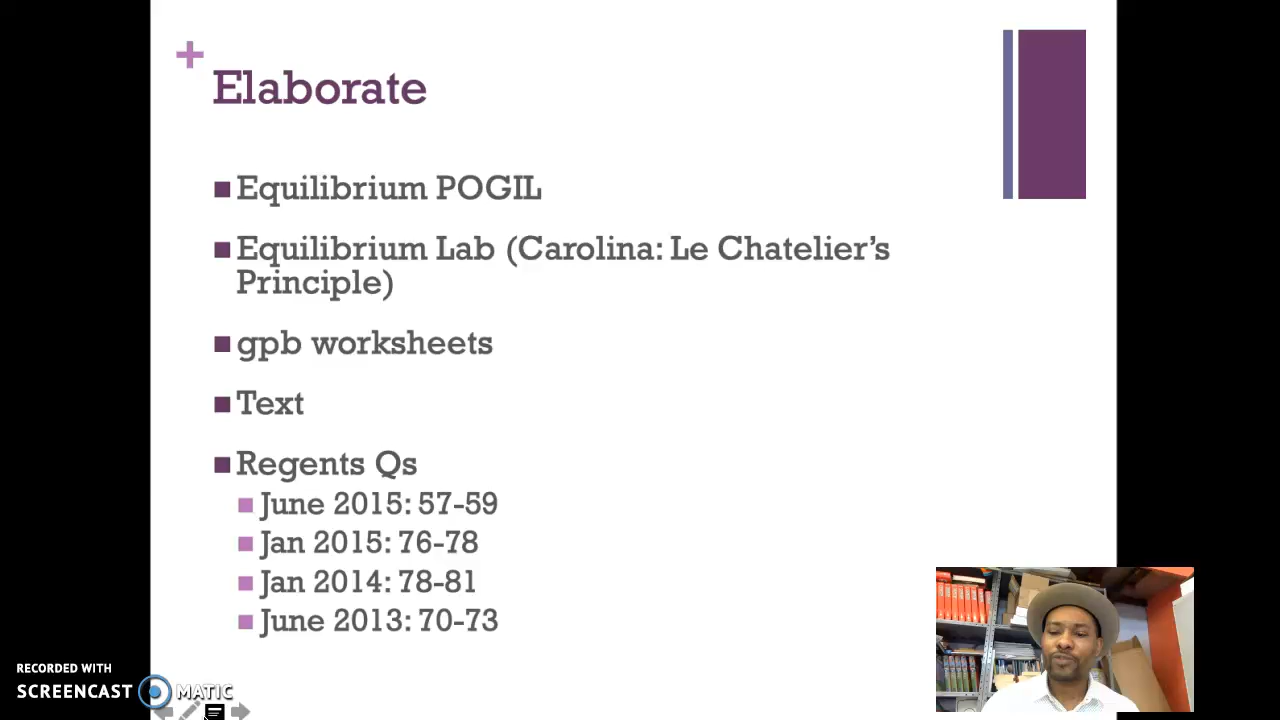 +
Elaborate
Equilibrium POGIL
Equilibrium Lab (Carolina: Le Chatelier’s
Principle)
gpb worksheets
Text
Regents Qs
June 2015: 57-59
Jan 2015: 76-78
Jan 2014: 78-81
June 2013: 70-73
RECORDED WITH
SCREENCAST MATIC